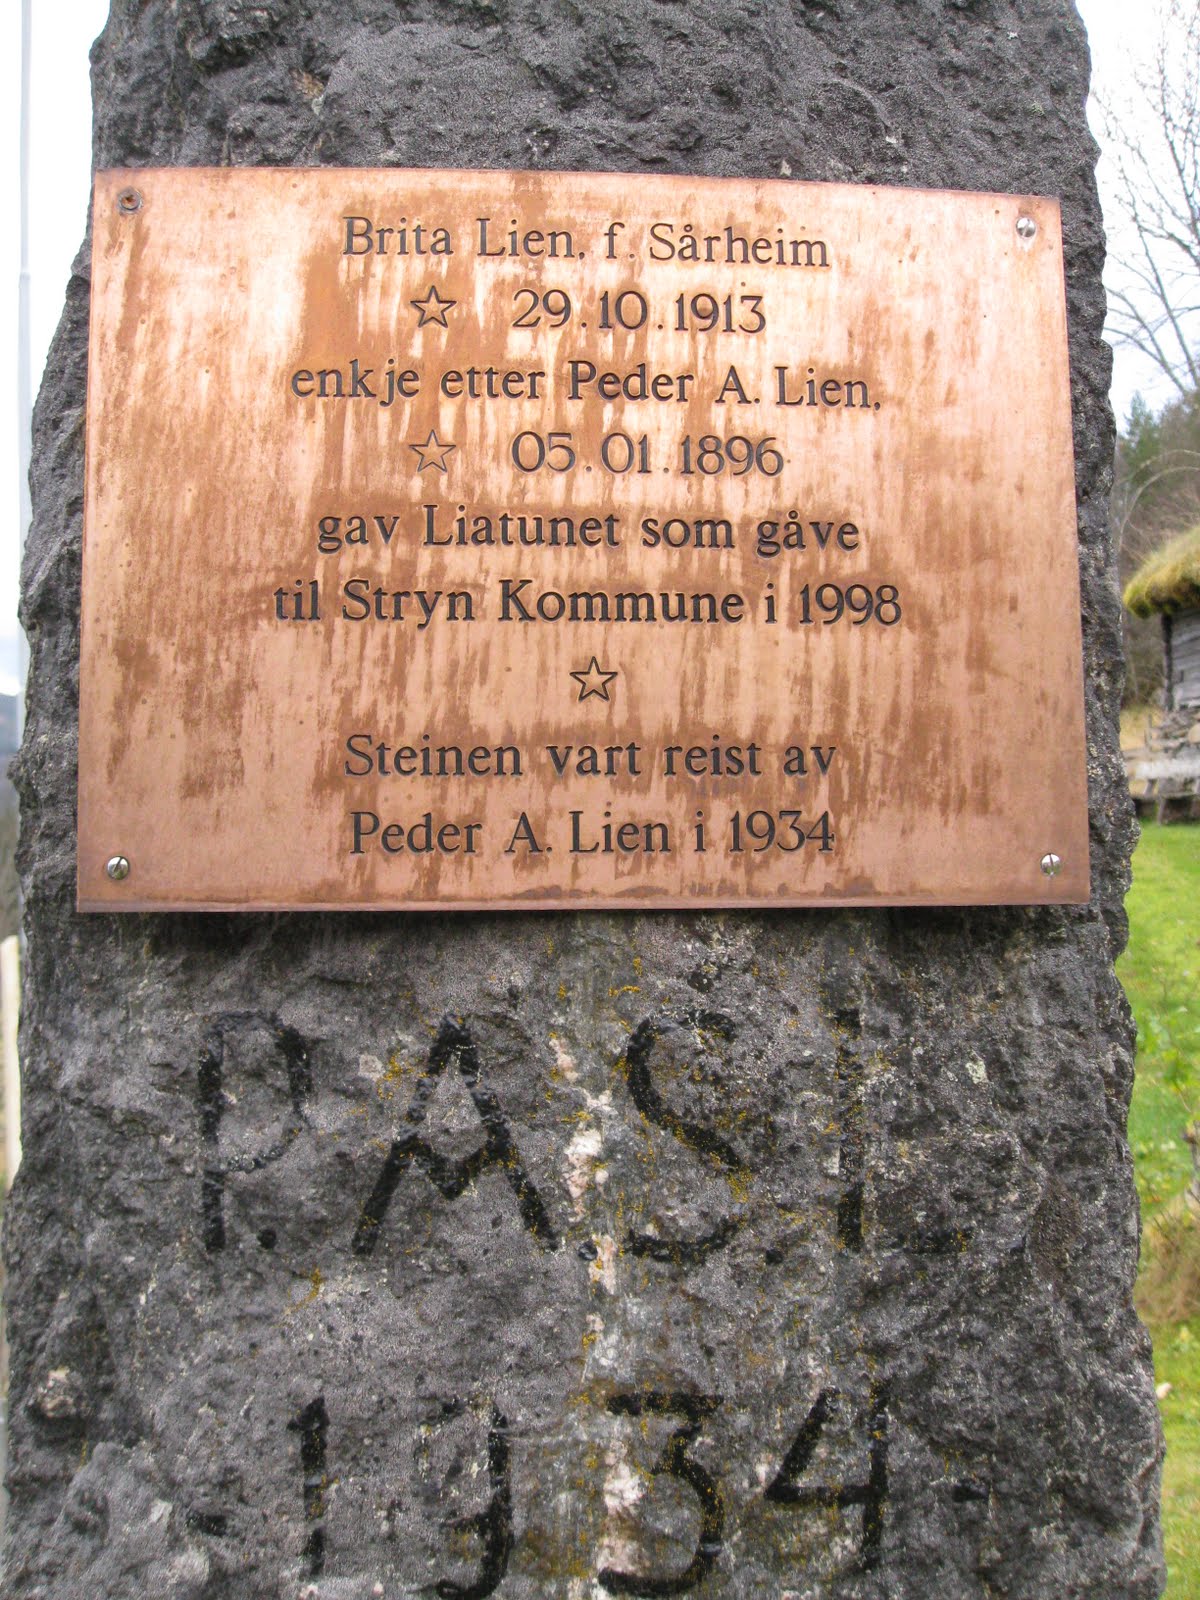 Brita Lien, f. Sårheim
☆ 29.10.1913
enkje etter Peder A. Lien,
☆ 05.01.1896
gav Liatunet som gåve
til Stryn Kommune i 1998
☆
Steinen vart reist av
Peder A. Lien i 1934
P.A.S.L.
-1934-